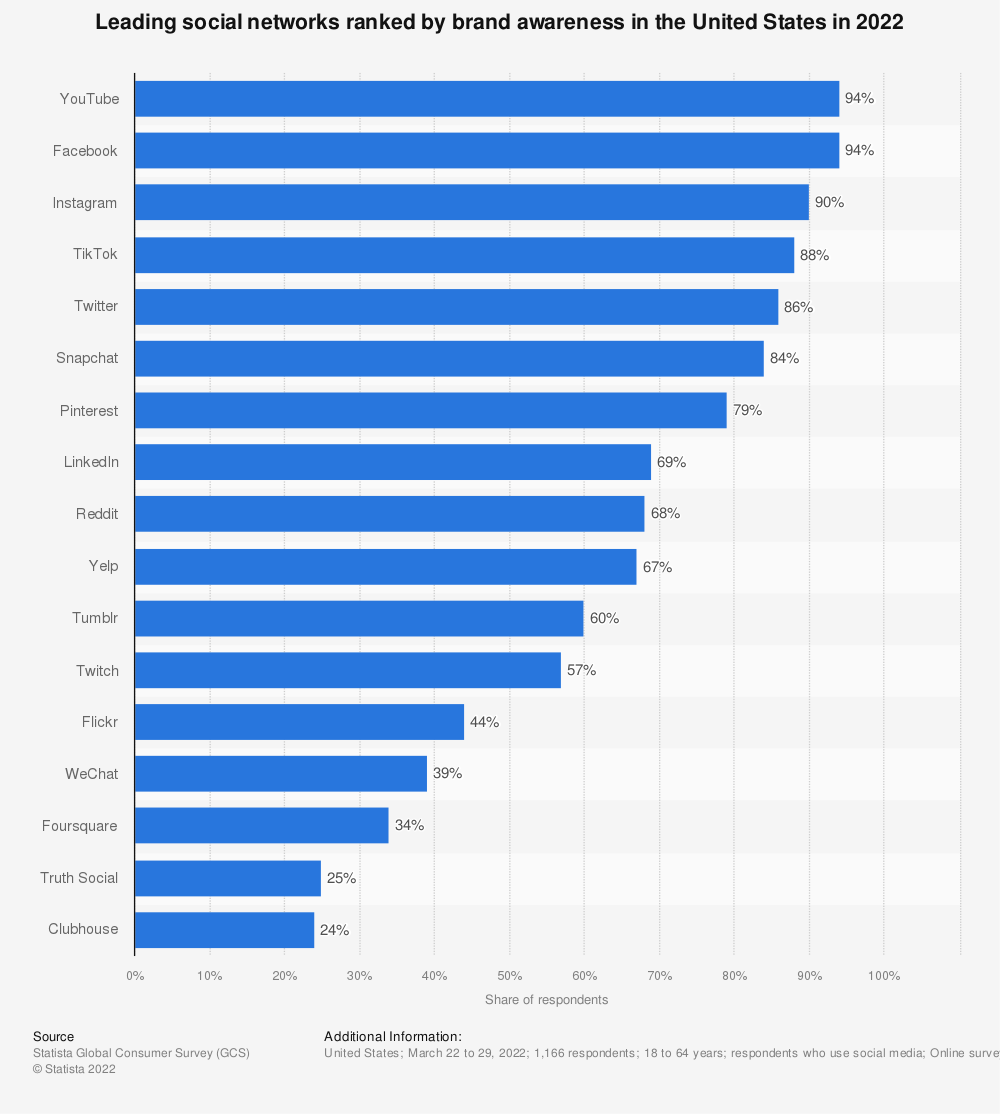 Leading social networks ranked by brand awareness in the United States in 2022
YouTube 94%
Facebook 94%
Instagram 90%
TikTok 88%
Twitter 86%
Snapchat 84%
Pinterest 79%
LinkedIn 69%
Reddit 68%
Yelp 67%
Tumblr 60%
Twitch 57%
Flickr 44%
WeChat 39%
Foursquare 34%
Truth Social 25%
Clubhouse 24%
0% 10% 20% 30% 40% 50% 60% 70% 80% 90% 100%
Share of respondents
Source
Statista Global Consumer Survey (GCS)
© Statista 2022
Additional Information:
United States; March 22 to 29, 2022; 1,166 respondents; 18 to 64 years; respondents who use social media; Online surve